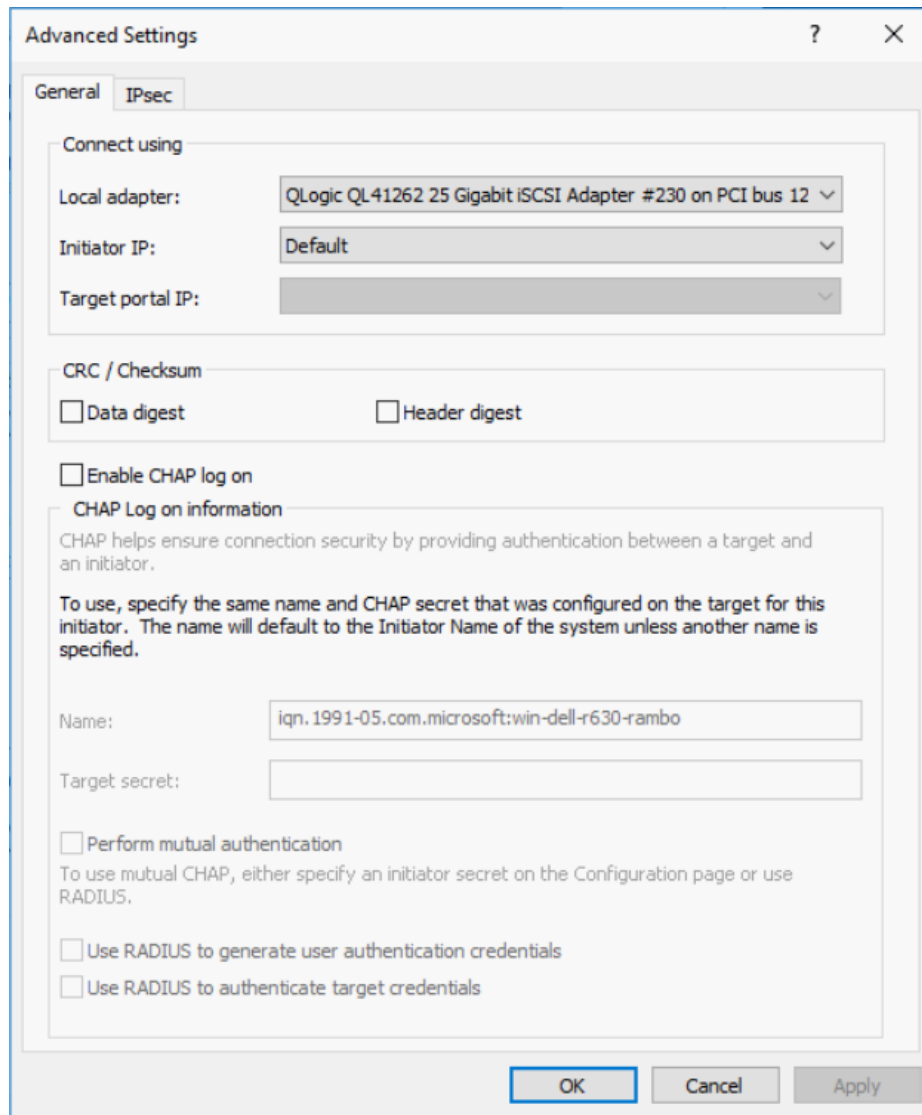 Advanced Settings
?
General
IPsec
Connect using
Local adapter:
QLogic QL41262 25 Gigabit iSCSI Adapter #230 on PCI bus 12
Initiator IP:
Default
Target portal IP:
CRC / Checksum
Data digest
Header digest
Enable CHAP log on
CHAP Log on information
CHAP helps ensure connection security by providing authentication between a target and
an initiator.
To use, specify the same name and CHAP secret that was configured on the target for this
initiator. The name will default to the Initiator Name of the system unless another name is
specified.
Name:
iqn.1991-05.com.microsoft:win-dell-r630-rambo
Target secret:
Perform mutual authentication
To use mutual CHAP, either specify an initiator secret on the Configuration page or use
RADIUS.
Use RADIUS to generate user authentication credentials
Use RADIUS to authenticate target credentials
OK
Cancel
Apply